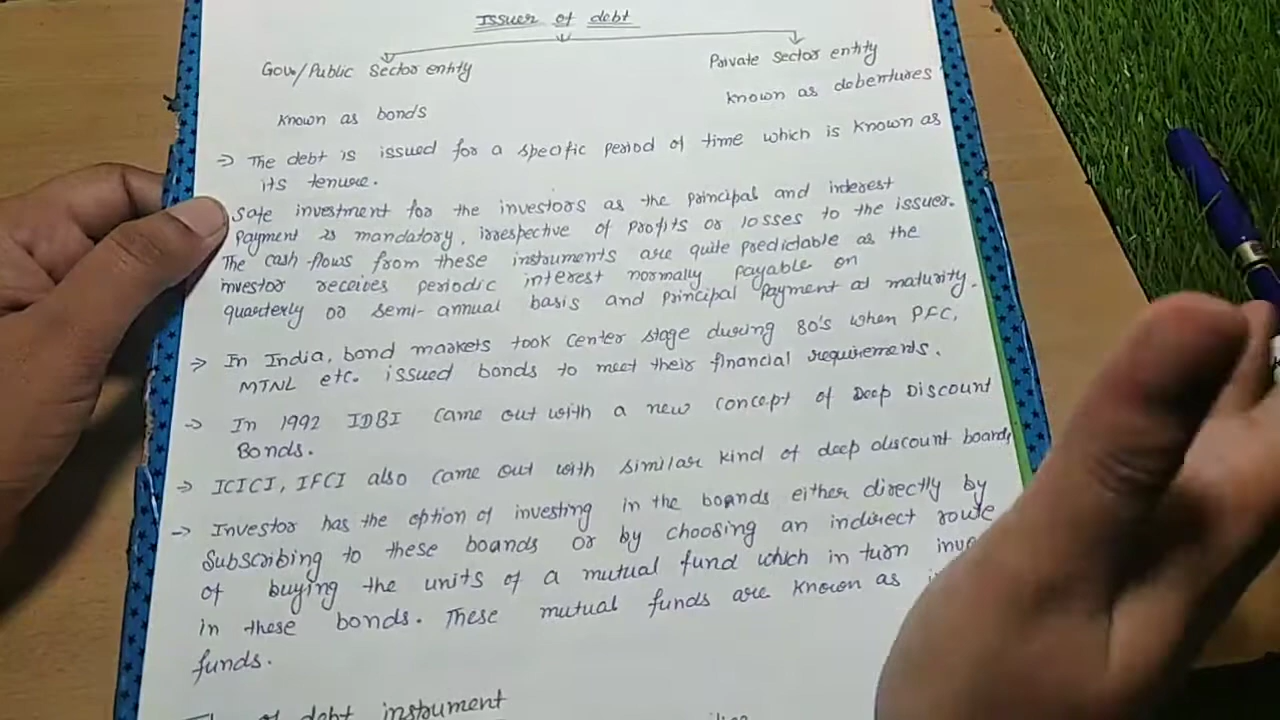 Issuer of debt
Gov./Public Sector entity
Private Sector entity
Known as bonds
known as debentures
→ The debt is issued for a specific period of time which is known as
its tenure.
Safe investment for the investors as the principal and interest
Payment is mandatory, irrespective of profits or losses to the issuer.
The cash-flows from these instruments are quite predictable as the
investor receives periodic interest normally payable on
quarterly or semi-annual basis and principal payment at maturity.
→ In India, bond markets took center stage during 80's when PFC,
MTNL etc. issued bonds to meet their financial requirements.
→ In 1992 IDBI came out with a new concept of Deep Discount
Bonds.
→ ICICI, IFCI also came out with similar kind of deep discount boands
→ Investor has the option of investing in the boands either directly by
Subscribing to these boands or by choosing an indirect route
of buying the units of a mutual fund which in turn
in these bonds. These mutual funds are known as
funds.
of debt instrument